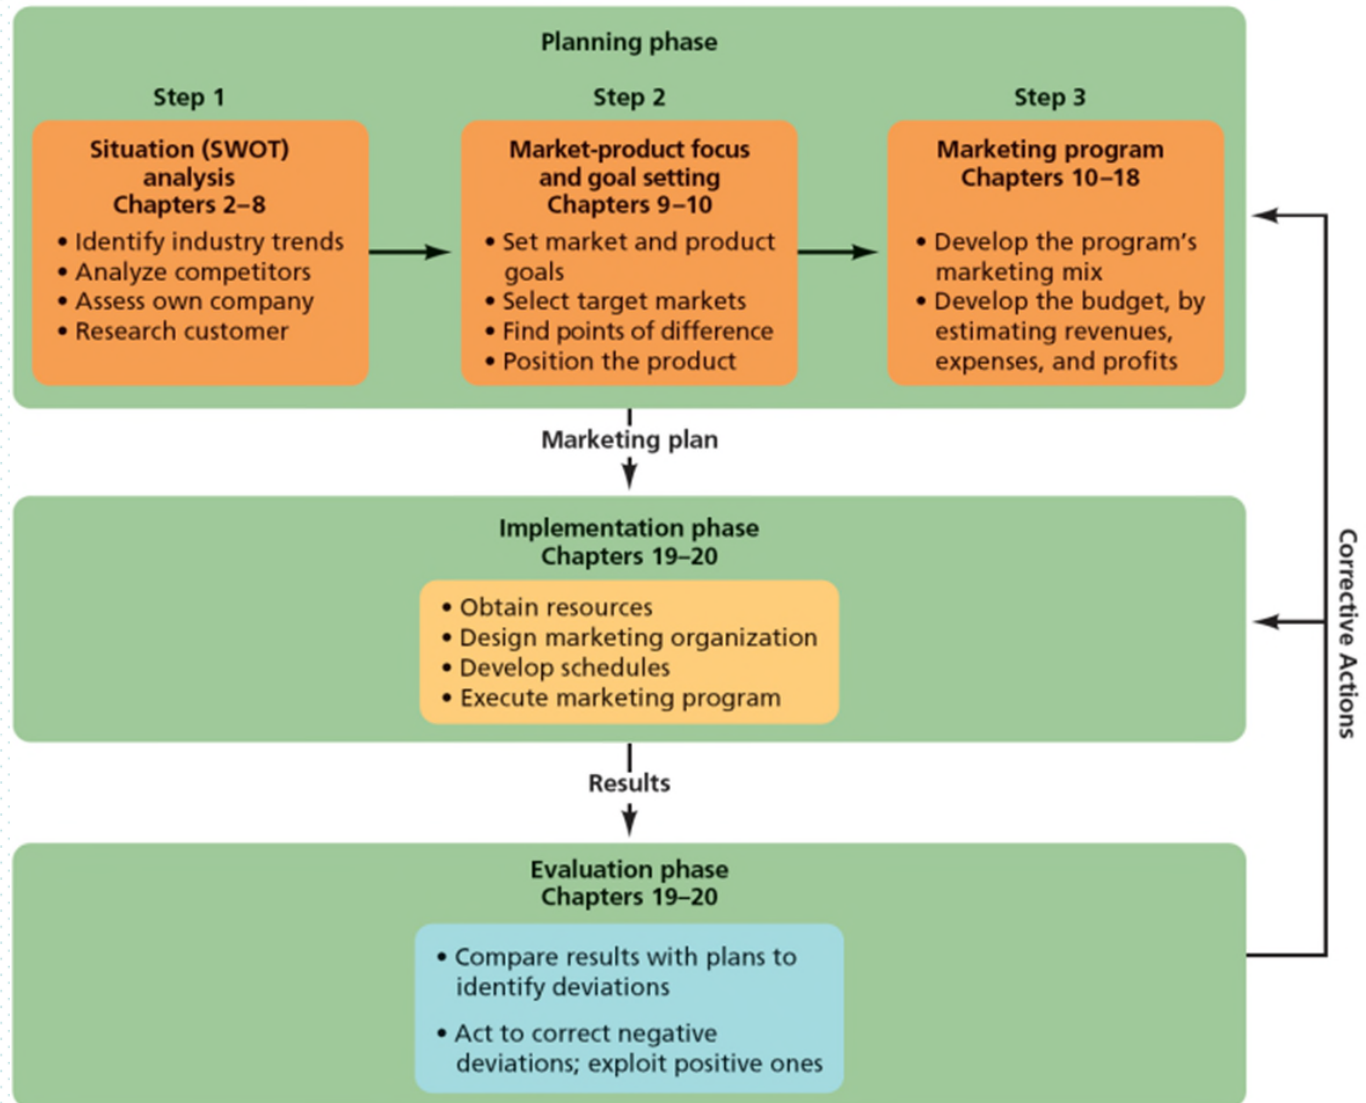 Planning phase
Step 1
Situation (SWOT)
analysis
Chapters 2–8
• Identify industry trends
• Analyze competitors
• Assess own company
• Research customer
Step 2
Market-product focus
and goal setting
Chapters 9–10
• Set market and product
goals
• Select target markets
• Find points of difference
• Position the product
Step 3
Marketing program
Chapters 10–18
• Develop the program’s
marketing mix
• Develop the budget, by
estimating revenues,
expenses, and profits
Marketing plan
Implementation phase
Chapters 19–20
• Obtain resources
• Design marketing organization
• Develop schedules
• Execute marketing program
Results
Evaluation phase
Chapters 19–20
• Compare results with plans to
identify deviations
• Act to correct negative
deviations; exploit positive ones
Corrective Actions